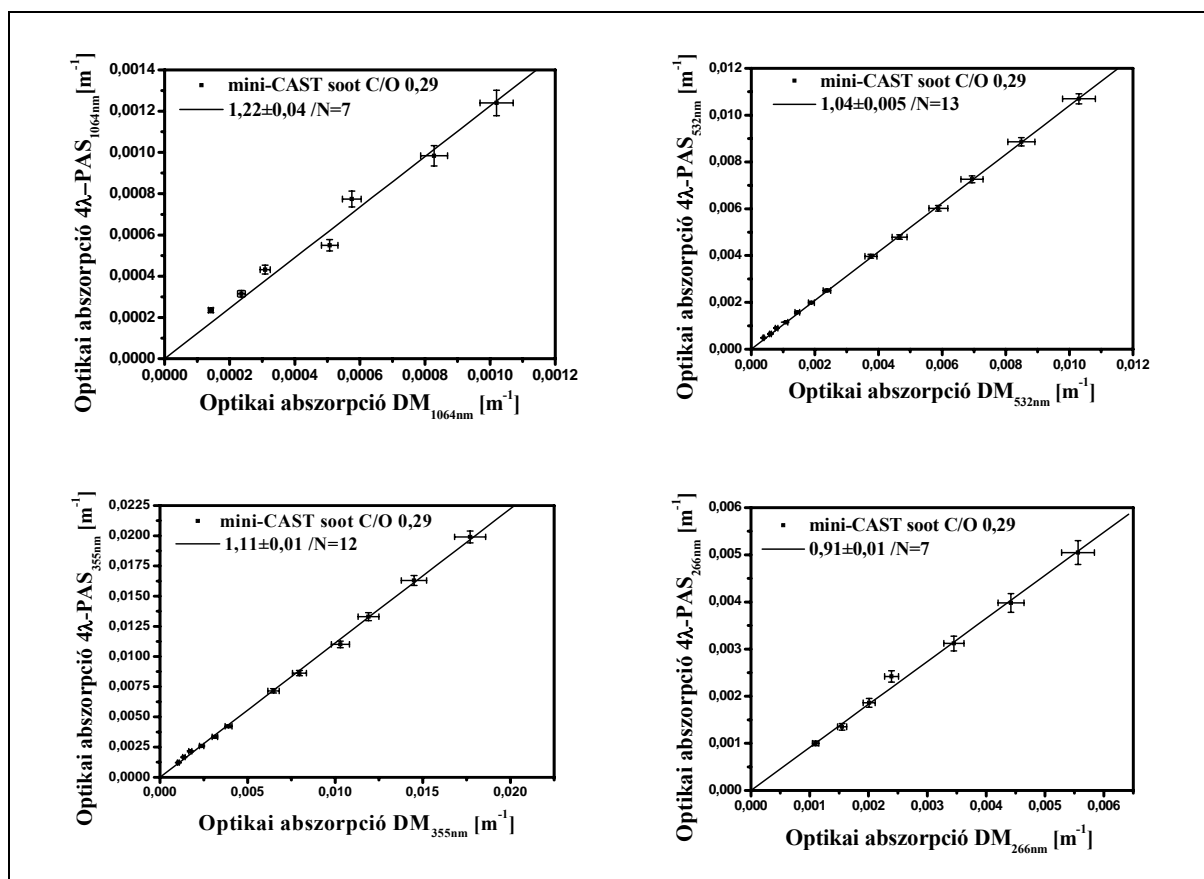 Optikai abszorpció 4λ–PAS1064nm [m-1]
0,0014
0,0012
0,0010
0,0008
0,0006
0,0004
0,0002
0,0000
mini-CAST soot C/O 0,29
1,22±0,04 /N=7
0,0000 0,0002 0,0004 0,0006 0,0008 0,0010 0,0012
Optikai abszorpció DM1064nm [m-1]
Optikai abszorpció 4λ-PAS532nm [m-1]
0,012
0,010
0,008
0,006
0,004
0,002
0,000
mini-CAST soot C/O 0,29
1,04±0,005 /N=13
0,000 0,002 0,004 0,006 0,008 0,010 0,012
Optikai abszorpció DM532nm [m-1]
Optikai abszorpció 4λ-PAS355nm [m-1]
0,0225
0,0200
0,0175
0,0150
0,0125
0,0100
0,0075
0,0050
0,0025
0,0000
mini-CAST soot C/O 0,29
1,11±0,01 /N=12
0,000 0,005 0,010 0,015 0,020
Optikai abszorpció DM355nm [m-1]
Optikai abszorpció 4λ-PAS266nm [m-1]
0,006
0,005
0,004
0,003
0,002
0,001
0,000
mini-CAST soot C/O 0,29
0,91±0,01 /N=7
0,000 0,001 0,002 0,003 0,004 0,005 0,006
Optikai abszorpció DM266nm [m-1]